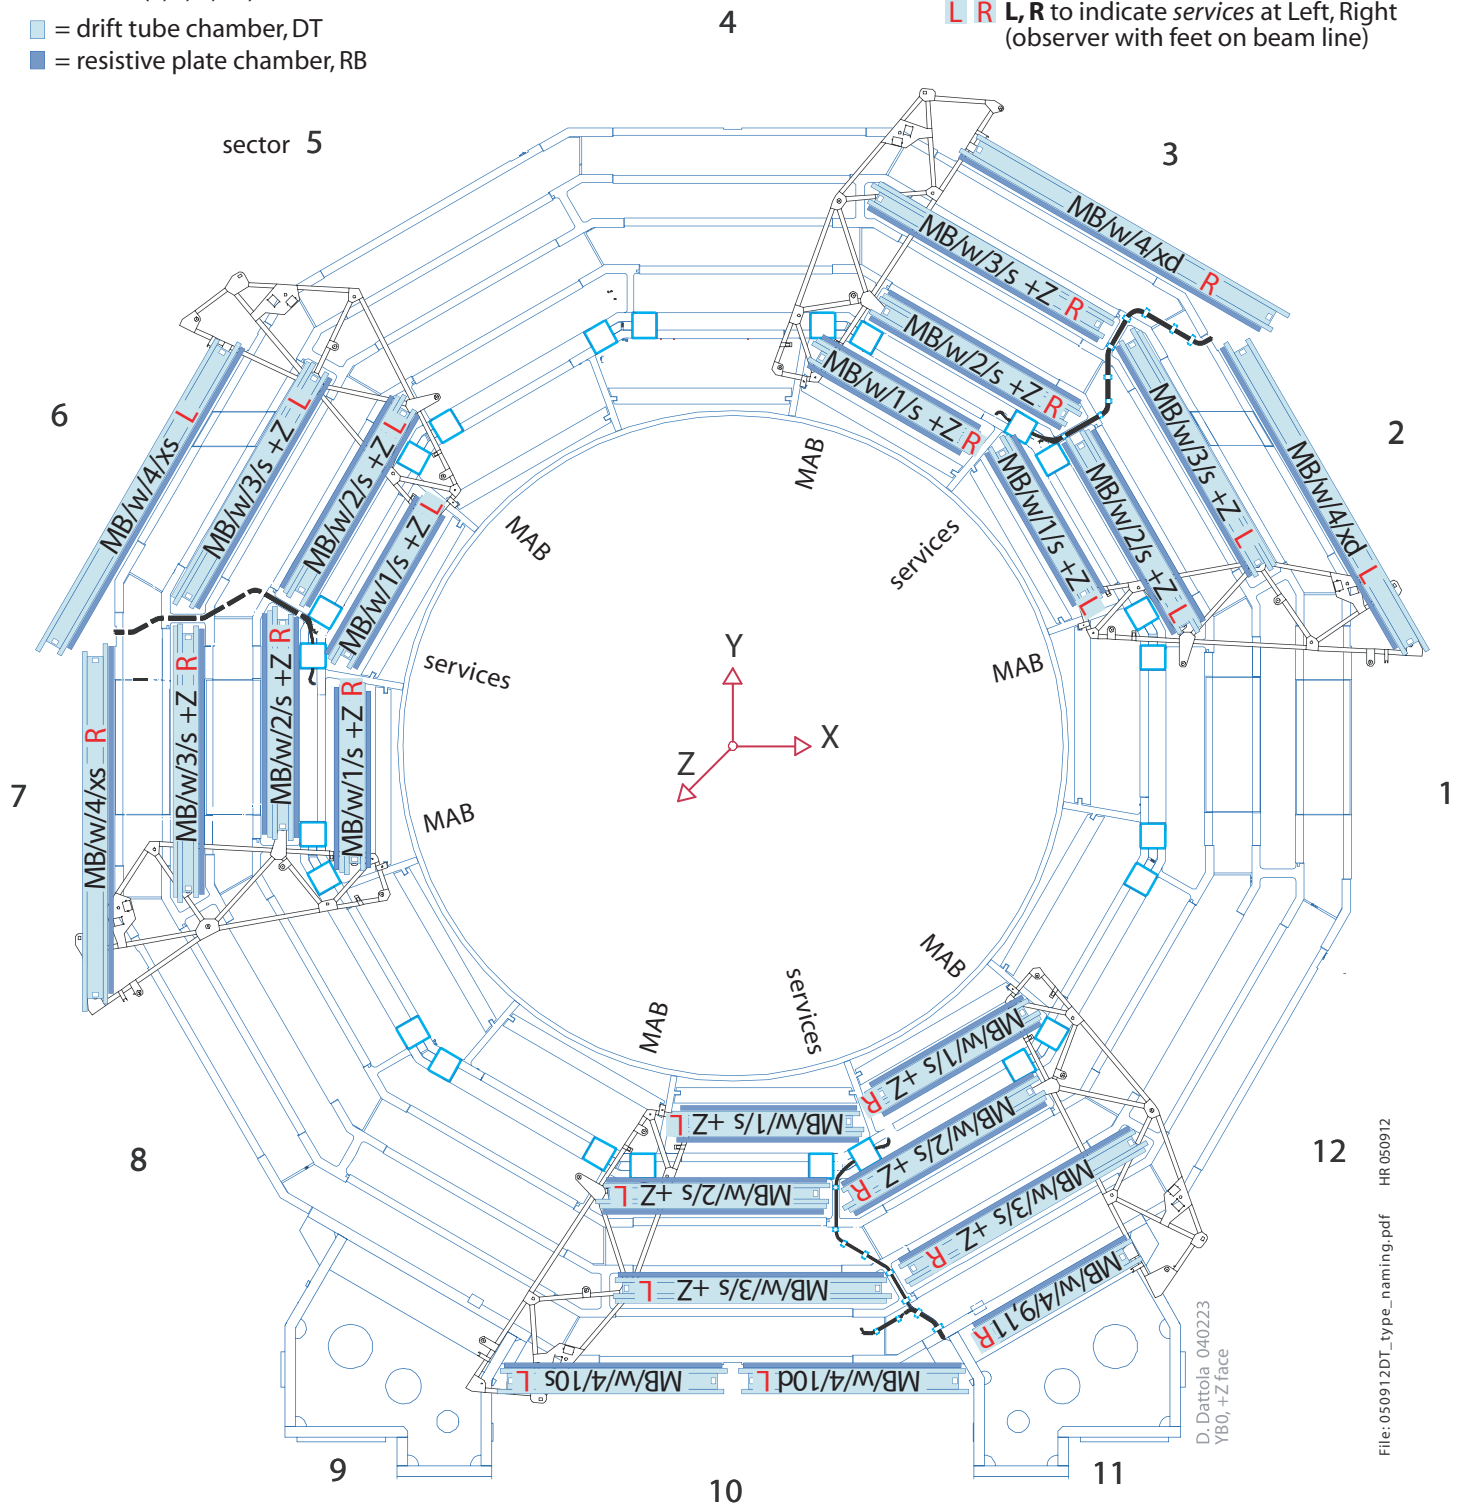 = drift tube chamber, DT
= resistive plate chamber, RB
L R L, R to indicate services at Left, Right
(observer with feet on beam line)
4
sector 5
3
MB/w/4/xd R
MB/w/3/s +Z R
MB/w/2/s +Z R
MB/w/1/s +Z R
6
MB/w/4/xs L
MB/w/3/s +Z L
MB/w/2/s +Z L
MB/w/1/s +Z L
2
MB/w/1/s +Z L
MB/w/2/s +Z L
MB/w/3/s +Z L
MB/w/4/xd L
MAB
MAB
services
services
MAB
Y
X
Z
7
MB/w/4/xs R
MB/w/3/s +Z R
MB/w/2/s +Z R
MB/w/1/s +Z R
MAB
1
MAB
MAB
services
8
MB/w/1/s +Z L
MB/w/2/s +Z L
MB/w/3/s +Z L
MB/w/4/10s L
MB/w/4/10d L
MB/w/1/s +Z R
MB/w/2/s +Z R
MB/w/3/s +Z R
MB/w/4/9,11 R
12
9
10
11
D. Dattola 040223
YB0, +Z face
File: 050912DT_type_naming.pdf HR 050912